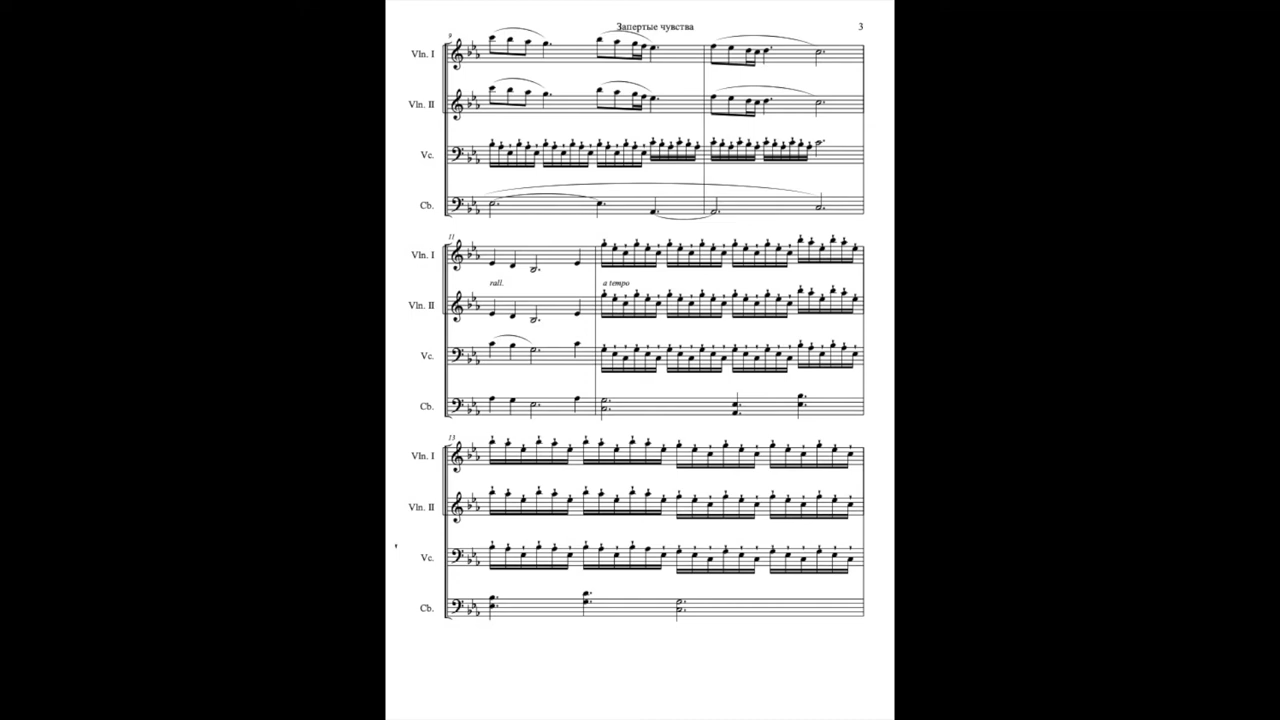 Запертые чувства 3
9
Vln. I
Vln. II
Vc.
Cb.
11
Vln. I
rall. a tempo
Vln. II
Vc.
Cb.
13
Vln. I
Vln. II
Vc.
Cb.